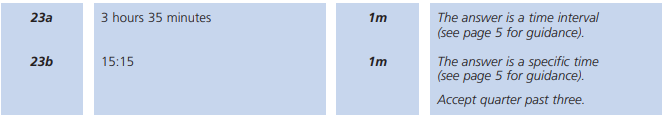 23a 3 hours 35 minutes 1m The answer is a time interval
(see page 5 for guidance).
23b 15:15 1m The answer is a specific time
(see page 5 for guidance).
Accept quarter past three.